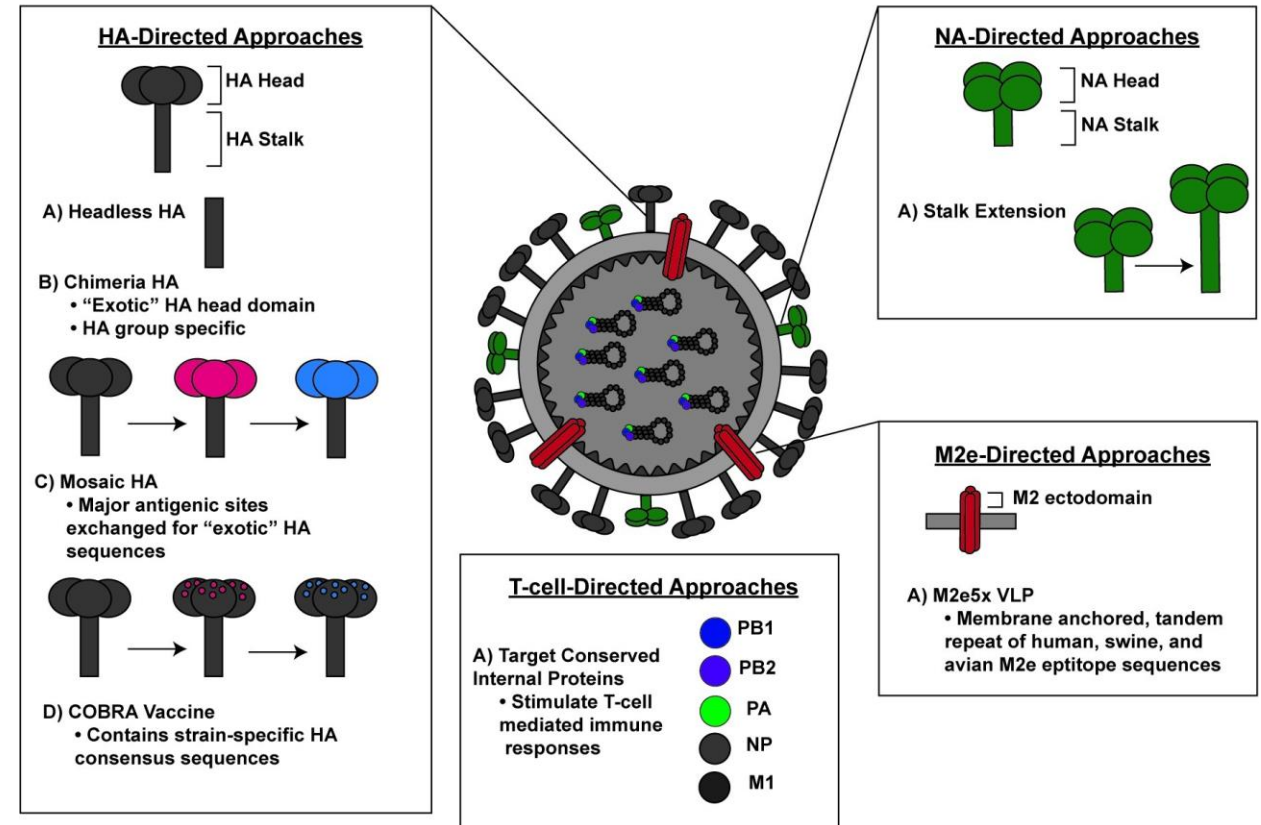 HA-Directed Approaches
HA Head
HA Stalk
A) Headless HA
B) Chimeria HA
• “Exotic” HA head domain
• HA group specific
C) Mosaic HA
• Major antigenic sites
exchanged for “exotic” HA
sequences
D) COBRA Vaccine
• Contains strain-specific HA
consensus sequences
NA-Directed Approaches
NA Head
NA Stalk
A) Stalk Extension
M2e-Directed Approaches
M2 ectodomain
A) M2e5x VLP
• Membrane anchored, tandem
repeat of human, swine, and
avian M2e eptitope sequences
T-cell-Directed Approaches
A) Target Conserved
Internal Proteins
• Stimulate T-cell
mediated immune
responses
PB1
PB2
PA
NP
M1